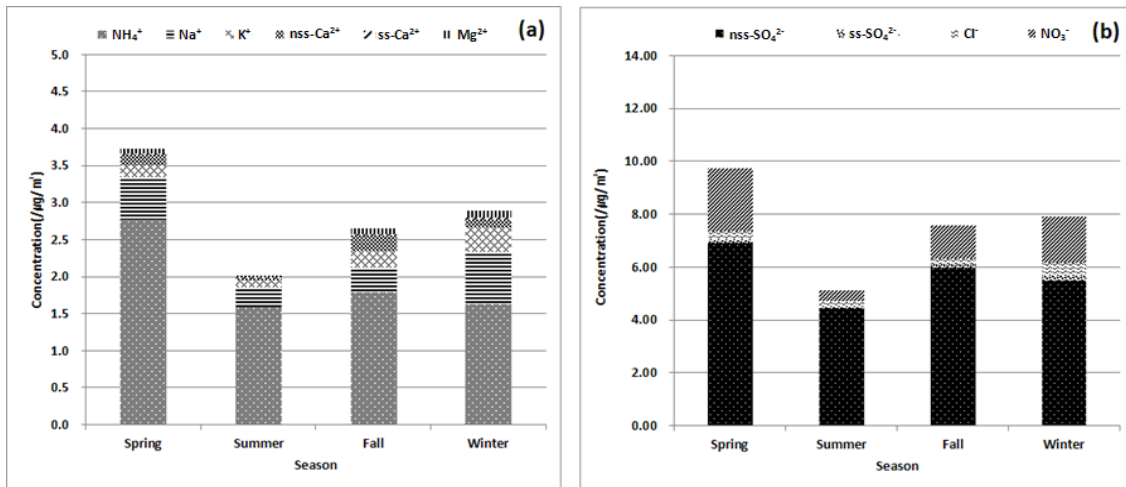 (a)
NH₄⁺ Na⁺ K⁺ nss-Ca²⁺ ss-Ca²⁺ Mg²⁺
5.0
4.5
4.0
3.5
3.0
2.5
2.0
1.5
1.0
0.5
0.0
Concentration(/µg/m³)
Spring Summer Fall Winter
Season
(b)
nss-SO₄²⁻ ss-SO₄²⁻. Cl⁻ NO₃⁻
14.00
12.00
10.00
8.00
6.00
4.00
2.00
0.00
Concentration(/µg/m³)
Spring Summer Fall Winter
Season